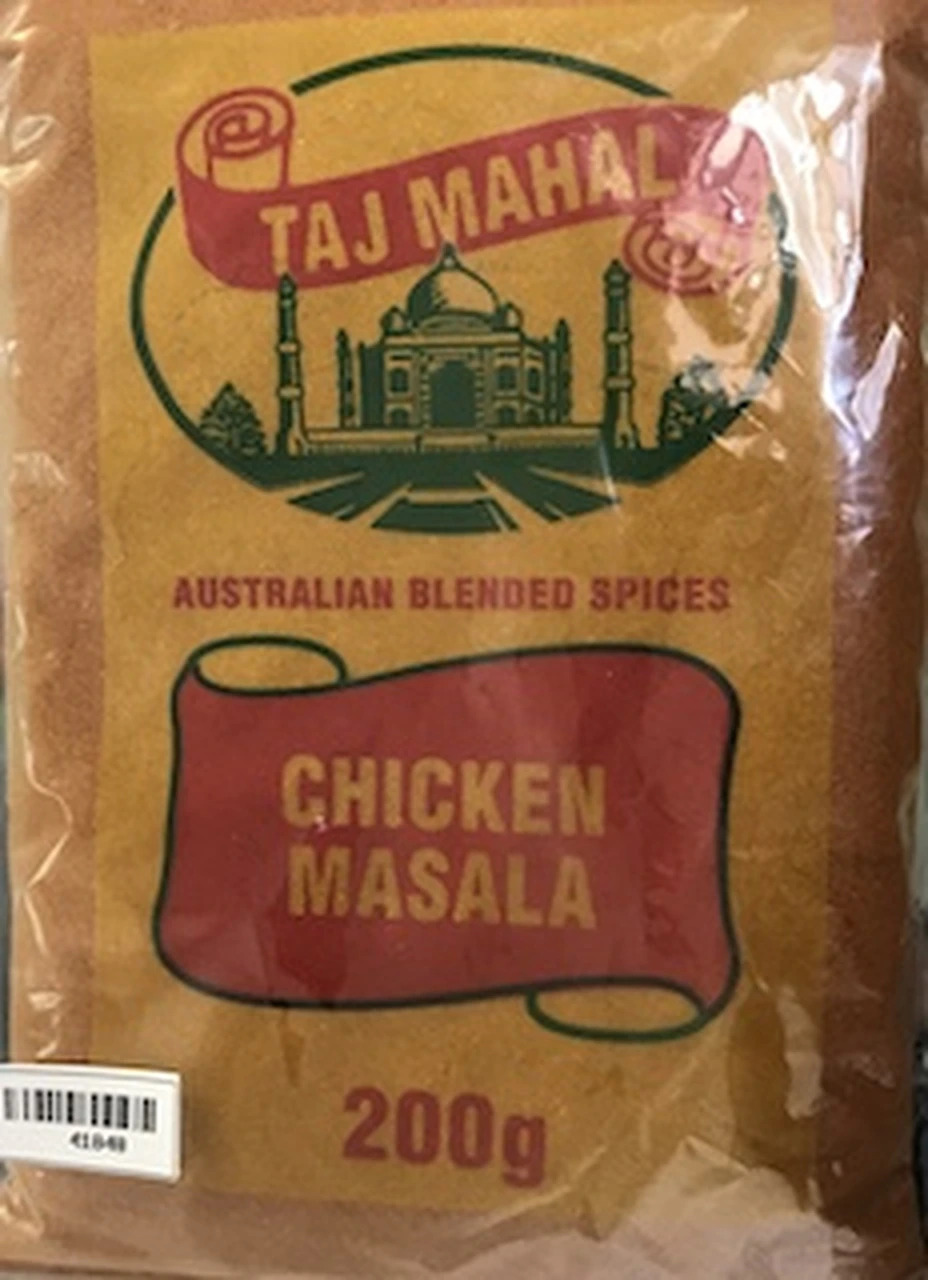 TAJ MAHAL
AUSTRALIAN BLENDED SPICES
CHICKEN
MASALA
200g